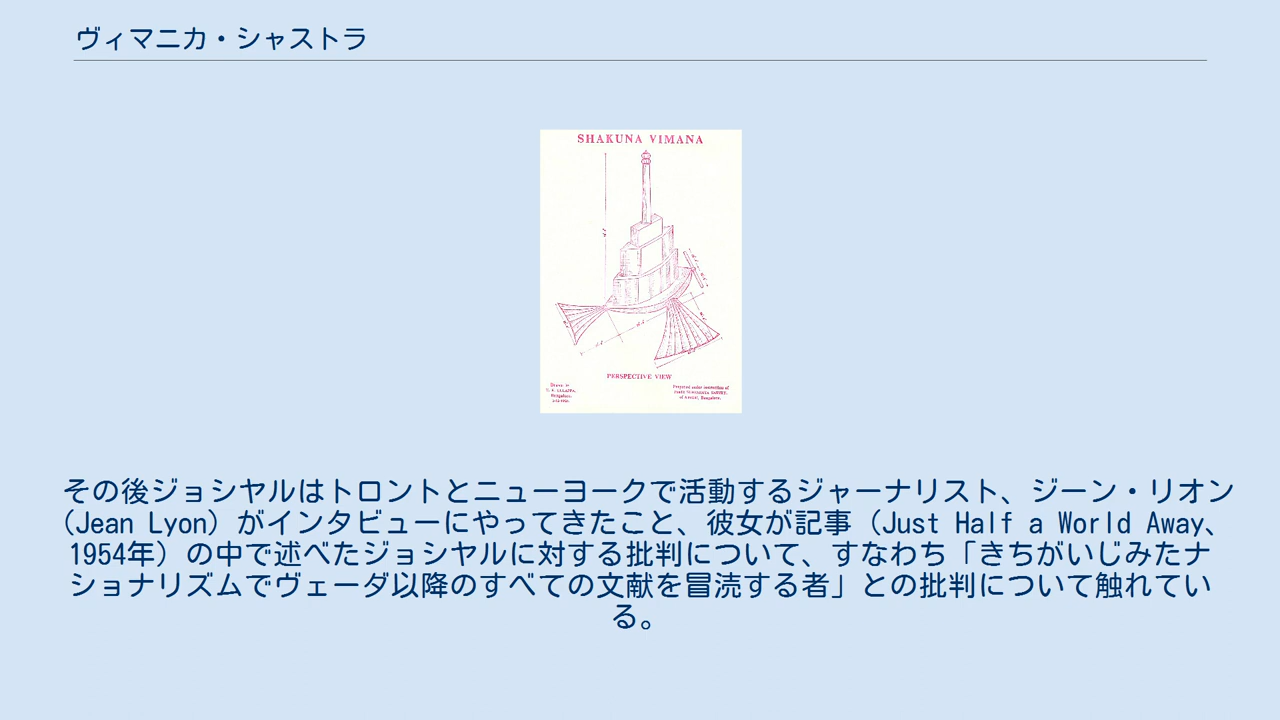 ヴィマニカ・シャストラ
SHAKUNA VIMANA
PERSPECTIVE VIEW
Drawn by
Bangalore.
Prepared under instruction of
Bangalore.
その後ジョシヤルはトロントとニューヨークで活動するジャーナリスト、ジーン・リオン
（Jean Lyon）がインタビューにやってきたこと、彼女が記事（Just Half a World Away、
1954年）の中で述べたジョシヤルに対する批判について、すなわち「きちがいじみたナ
ショナリズムでヴェーダ以降のすべての文献を冒涜する者」との批判について触れてい
る。